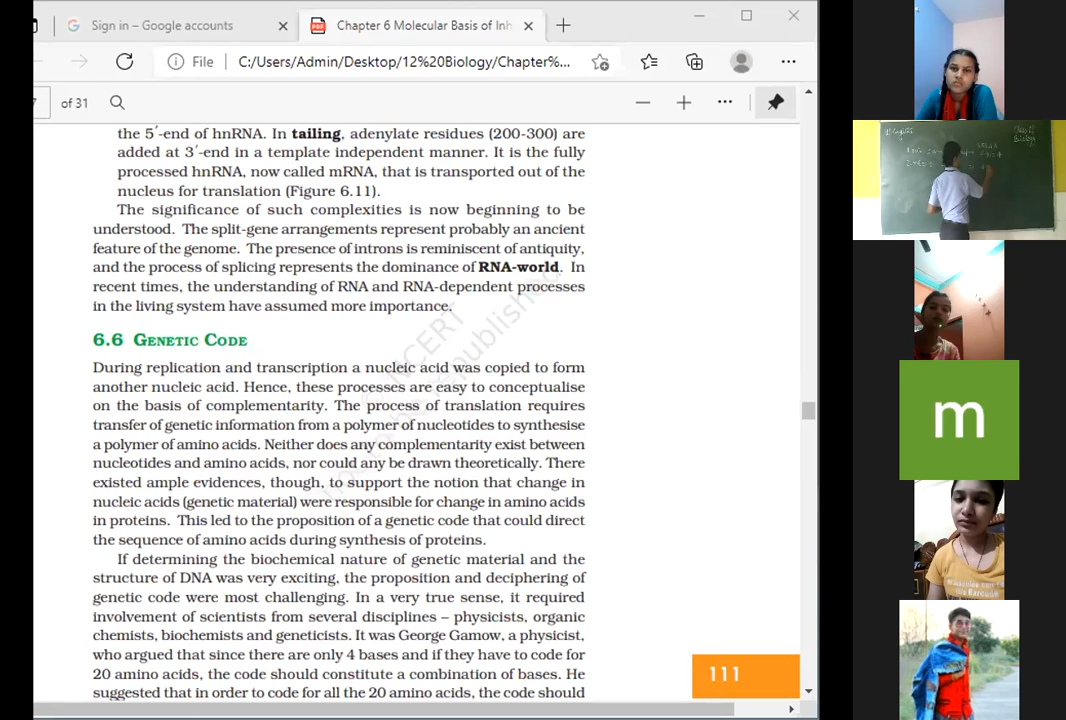 Sign in – Google accounts
Chapter 6 Molecular Basis of Inh
File
C:/Users/Admin/Desktop/12%20Biology/Chapter%...
7 of 31
the 5′-end of hnRNA. In tailing, adenylate residues (200-300) are
added at 3′-end in a template independent manner. It is the fully
processed hnRNA, now called mRNA, that is transported out of the
nucleus for translation (Figure 6.11).
The significance of such complexities is now beginning to be
understood. The split-gene arrangements represent probably an ancient
feature of the genome. The presence of introns is reminiscent of antiquity,
and the process of splicing represents the dominance of RNA-world. In
recent times, the understanding of RNA and RNA-dependent processes
in the living system have assumed more importance.
6.6 GENETIC CODE
During replication and transcription a nucleic acid was copied to form
another nucleic acid. Hence, these processes are easy to conceptualise
on the basis of complementarity. The process of translation requires
transfer of genetic information from a polymer of nucleotides to synthesise
a polymer of amino acids. Neither does any complementarity exist between
nucleotides and amino acids, nor could any be drawn theoretically. There
existed ample evidences, though, to support the notion that change in
nucleic acids (genetic material) were responsible for change in amino acids
in proteins. This led to the proposition of a genetic code that could direct
the sequence of amino acids during synthesis of proteins.
If determining the biochemical nature of genetic material and the
structure of DNA was very exciting, the proposition and deciphering of
genetic code were most challenging. In a very true sense, it required
involvement of scientists from several disciplines – physicists, organic
chemists, biochemists and geneticists. It was George Gamow, a physicist,
who argued that since there are only 4 bases and if they have to code for
20 amino acids, the code should constitute a combination of bases. He
suggested that in order to code for all the 20 amino acids, the code should
© NCERT
not to be republished
111
Biology
m